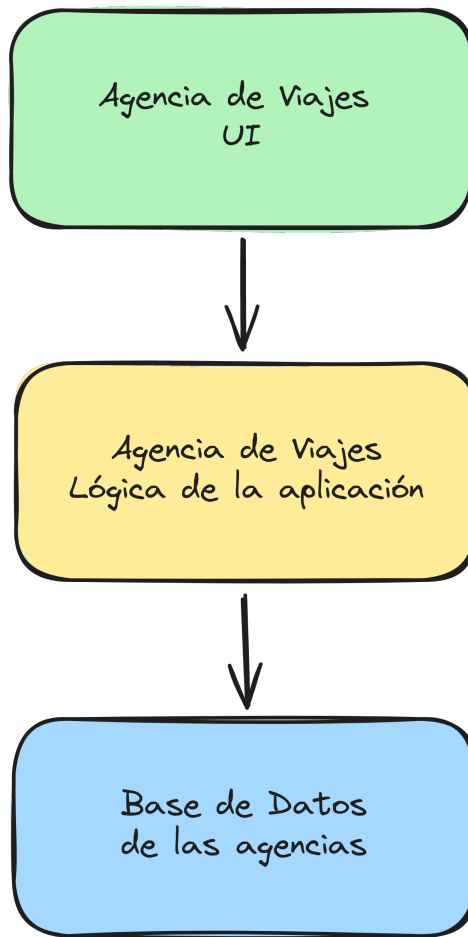 Agencia de Viajes
UI
Agencia de Viajes
Lógica de la aplicación
Base de Datos
de las agencias